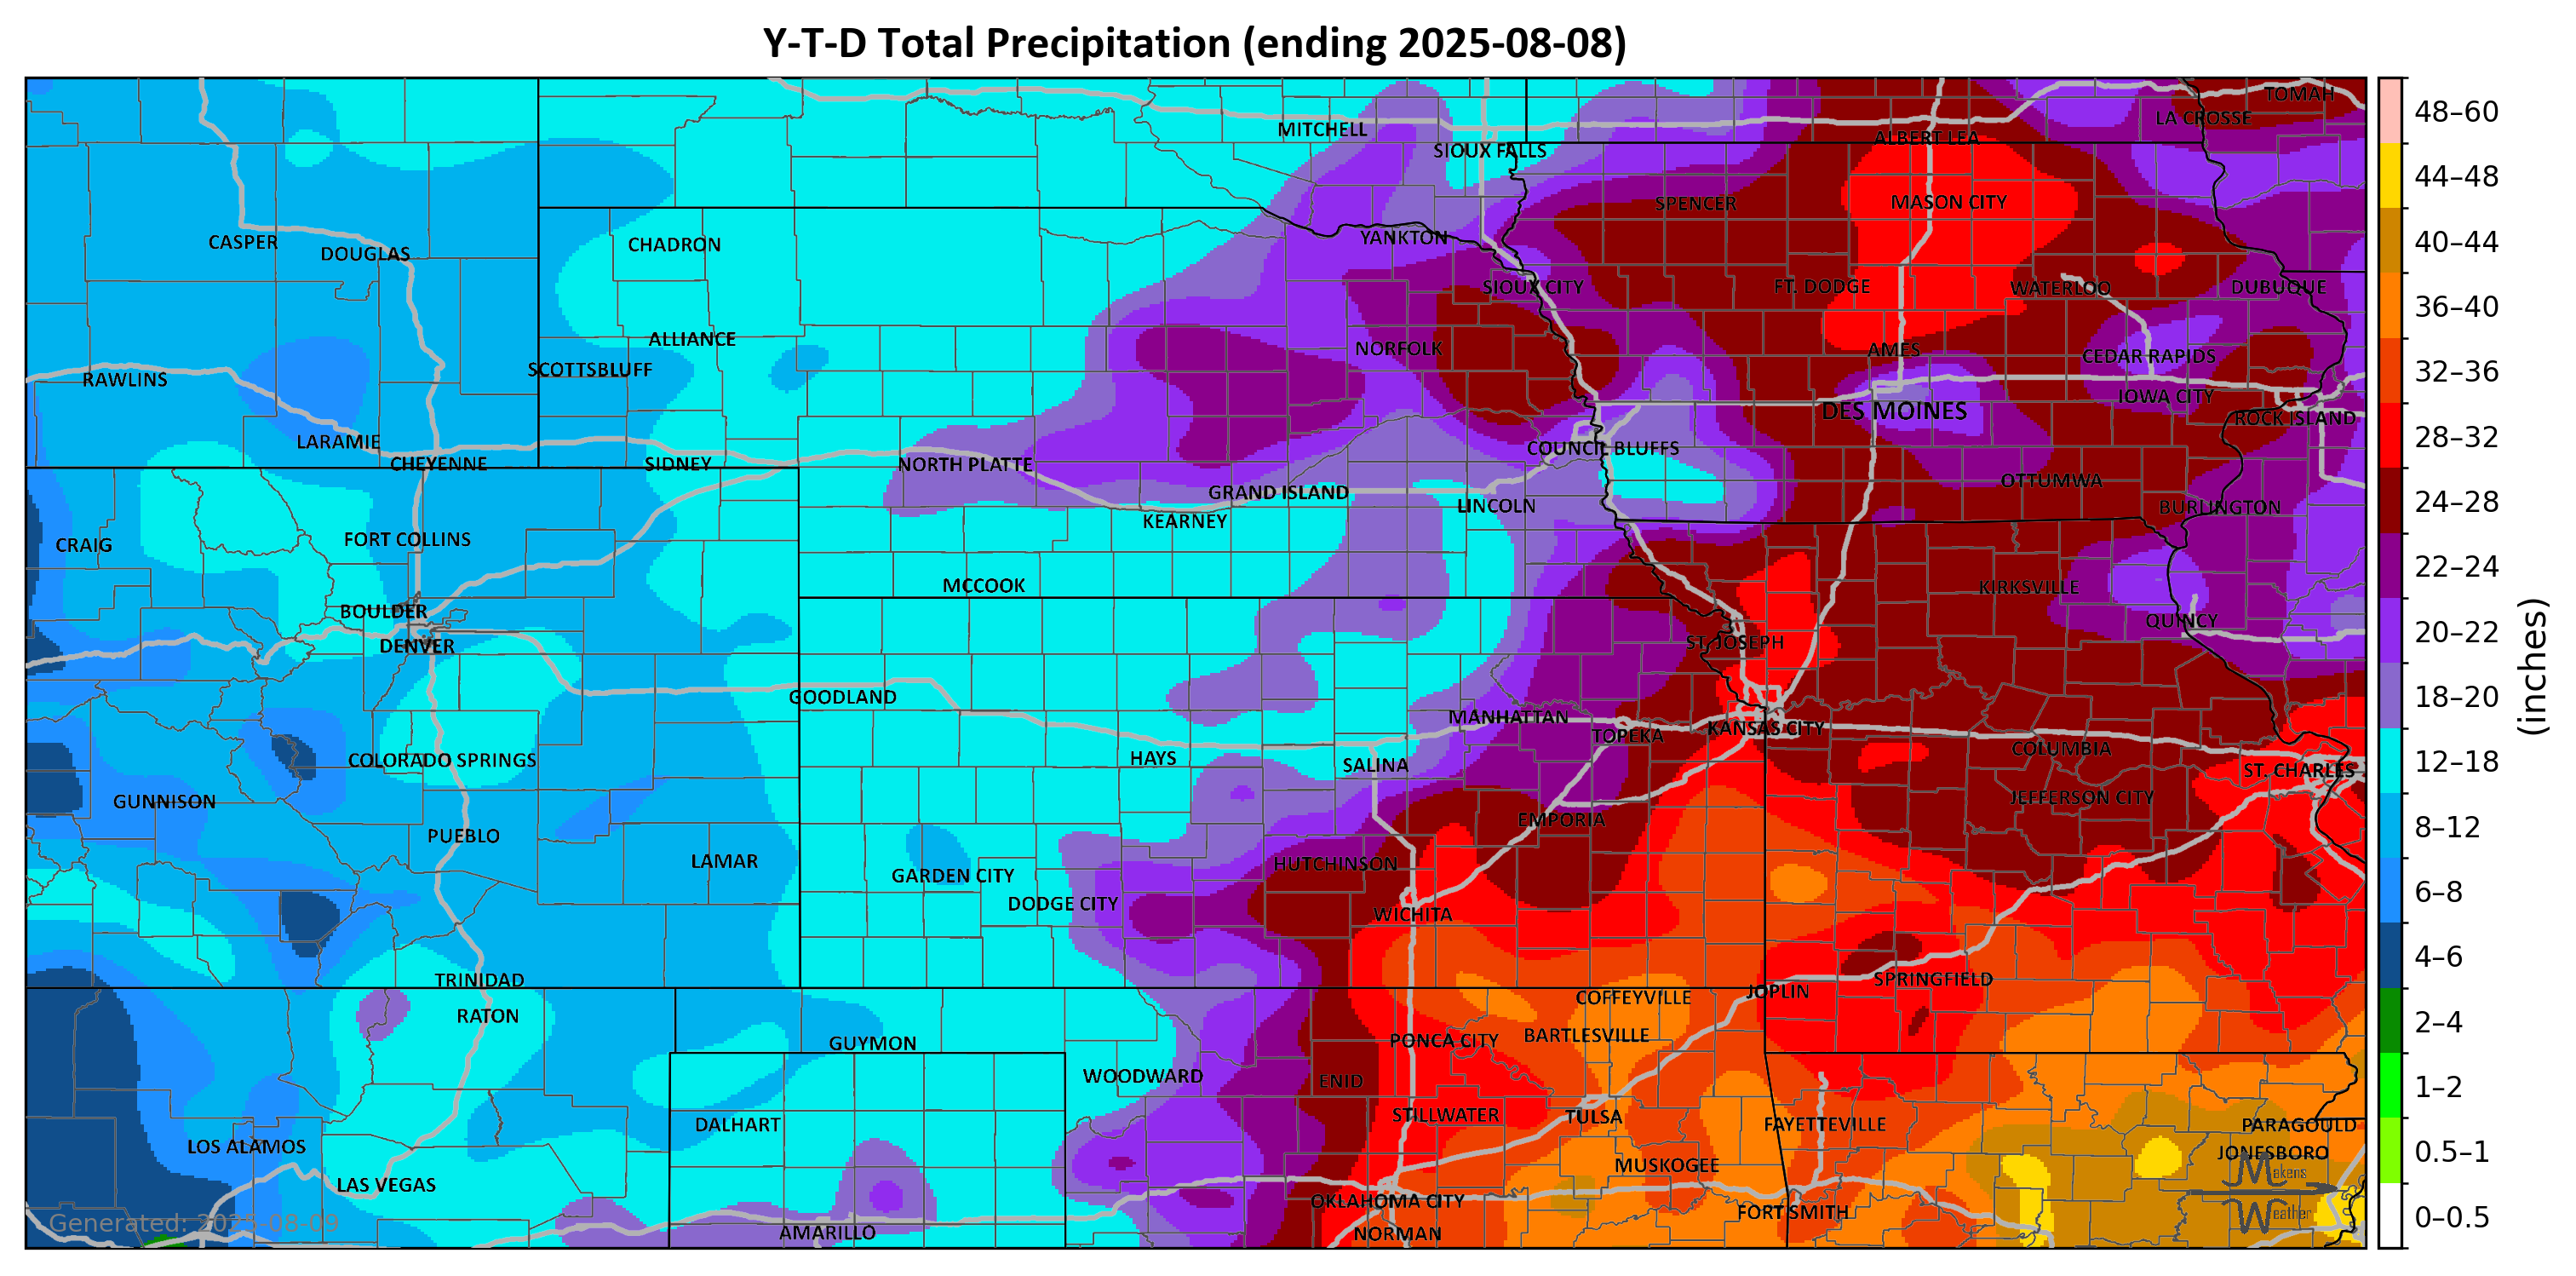 Y-T-D Total Precipitation (ending 2025-08-08)
TOMAH
48–60
LA CROSSE
MITCHELL
ALBERT LEA
SIOUX FALLS
44–48
SPENCER
MASON CITY
YANKTON
CASPER
CHADRON
40–44
DOUGLAS
SIOUX CITY
FT. DODGE
WATERLOO
DUBUQUE
36–40
ALLIANCE
NORFOLK
AMES
CEDAR RAPIDS
SCOTTSBLUFF
32–36
RAWLINS
IOWA CITY
DES MOINES
ROCK ISLAND
LARAMIE
28–32
COUNCIL BLUFFS
CHEYENNE
SIDNEY
NORTH PLATTE
OTTUMWA
GRAND ISLAND
24–28
LINCOLN
BURLINGTON
KEARNEY
FORT COLLINS
CRAIG
22–24
MCCOOK
KIRKSVILLE
BOULDER
QUINCY
20–22
DENVER
ST. JOSEPH
(inches)
GOODLAND
18–20
MANHATTAN
KANSAS CITY
TOPEKA
COLUMBIA
HAYS
COLORADO SPRINGS
12–18
SALINA
ST. CHARLES
GUNNISON
JEFFERSON CITY
EMPORIA
8–12
PUEBLO
LAMAR
HUTCHINSON
GARDEN CITY
6–8
DODGE CITY
WICHITA
4–6
TRINIDAD
SPRINGFIELD
JOPLIN
COFFEYVILLE
RATON
2–4
BARTLESVILLE
PONCA CITY
GUYMON
WOODWARD
ENID
1–2
STILLWATER
TULSA
DALHART
FAYETTEVILLE
PARAGOULD
LOS ALAMOS
JONESBORO
0.5–1
MUSKOGEE
Makens
LAS VEGAS
OKLAHOMA CITY
FORT SMITH
Weather
0–0.5
Generated: 2025-08-09
AMARILLO
NORMAN